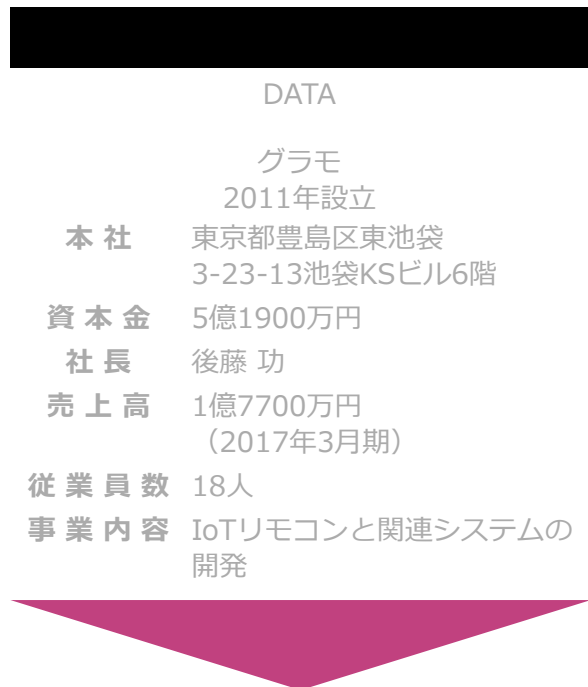 DATA
グラモ
2011年設立
本社 東京都豊島区東池袋
3-23-13池袋KSビル6階
資本金 5億1900万円
社長 後藤 功
売上高 1億7700万円
（2017年3月期）
従業員数 18人
事業内容 IoTリモコンと関連システムの
開発